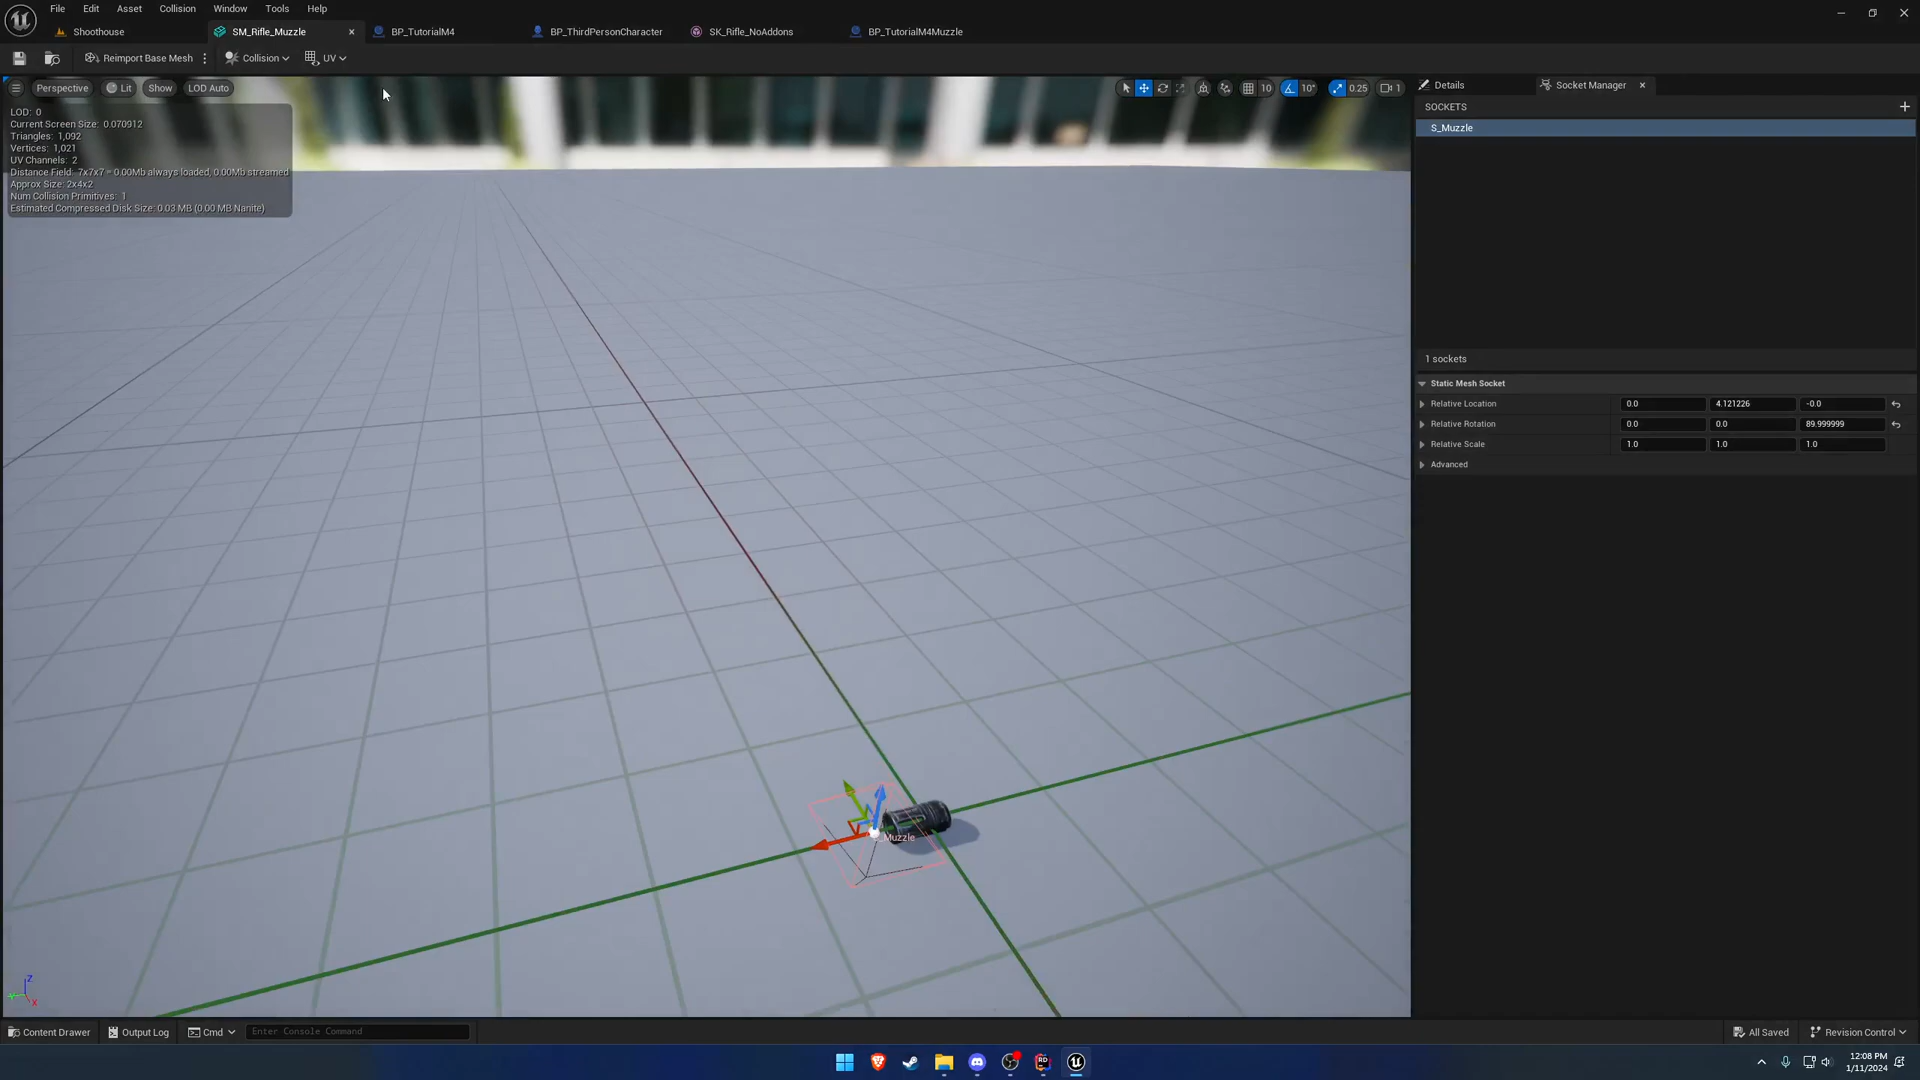 File Edit Asset Collision Window Tools Help
Shoothouse SM_Rifle_Muzzle BP_TutorialM4 BP_ThirdPersonCharacter SK_Rifle_NoAddons BP_TutorialM4Muzzle
Reimport Base Mesh Collision UV
Perspective Lit Show LOD Auto 10 10° 0.25 1
LOD: 0
Current Screen Size: 0.070912
Triangles: 1,092
Vertices: 1,021
UV Channels: 2
Distance Field: 7x7x7 = 0.00Mb always loaded, 0.00Mb streamed
Approx Size: 2x4x2
Num Collision Primitives: 1
Estimated Compressed Disk Size: 0.03 MB (0.00 MB Nanite)
Muzzle
Z
X
Details Socket Manager
SOCKETS
S_Muzzle
1 sockets
Static Mesh Socket
Relative Location 0.0 4.121226 -0.0
Relative Rotation 0.0 0.0 89.999999
Relative Scale 1.0 1.0 1.0
Advanced
Content Drawer Output Log Cmd Enter Console Command All Saved Revision Control
RD
12:08 PM
1/11/2024